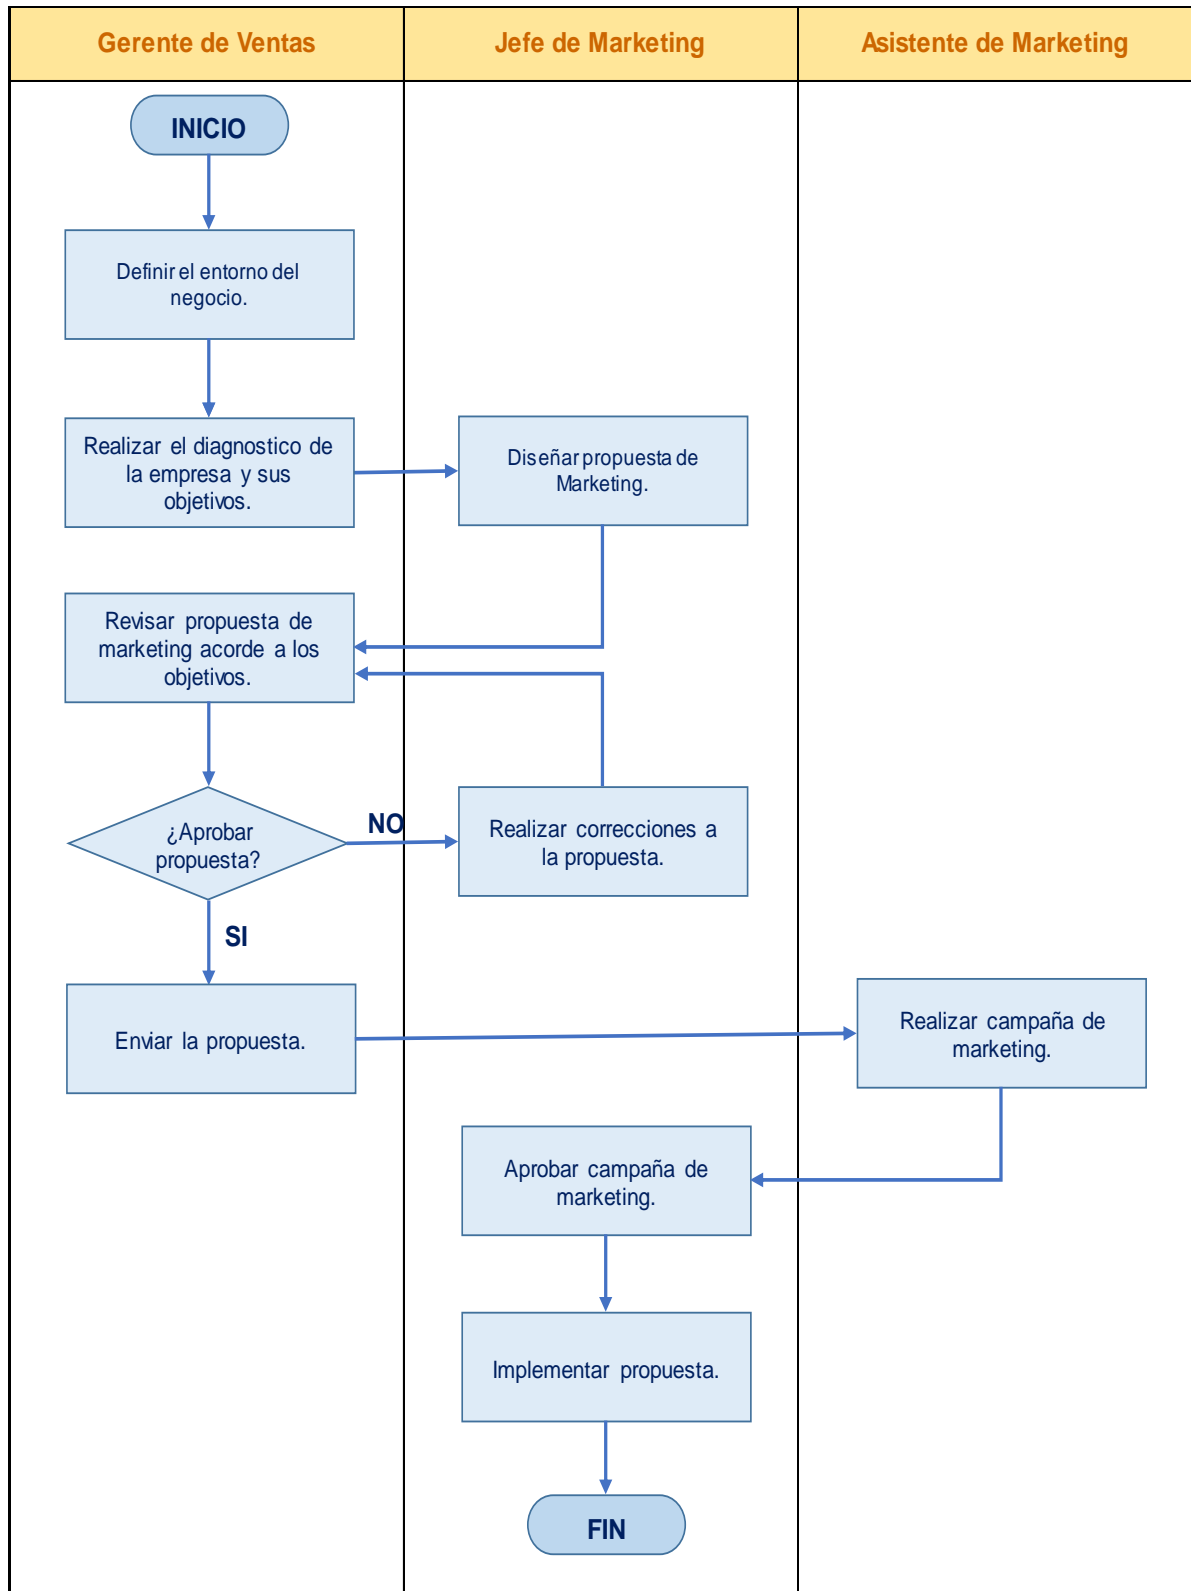 Gerente de Ventas
Jefe de Marketing
Asistente de Marketing
INICIO
Definir el entorno del
negocio.
Realizar el diagnostico de
la empresa y sus
objetivos.
Diseñar propuesta de
Marketing.
Revisar propuesta de
marketing acorde a los
objetivos.
¿Aprobar
propuesta?
NO
Realizar correcciones a
la propuesta.
SI
Enviar la propuesta.
Realizar campaña de
marketing.
Aprobar campaña de
marketing.
Implementar propuesta.
FIN